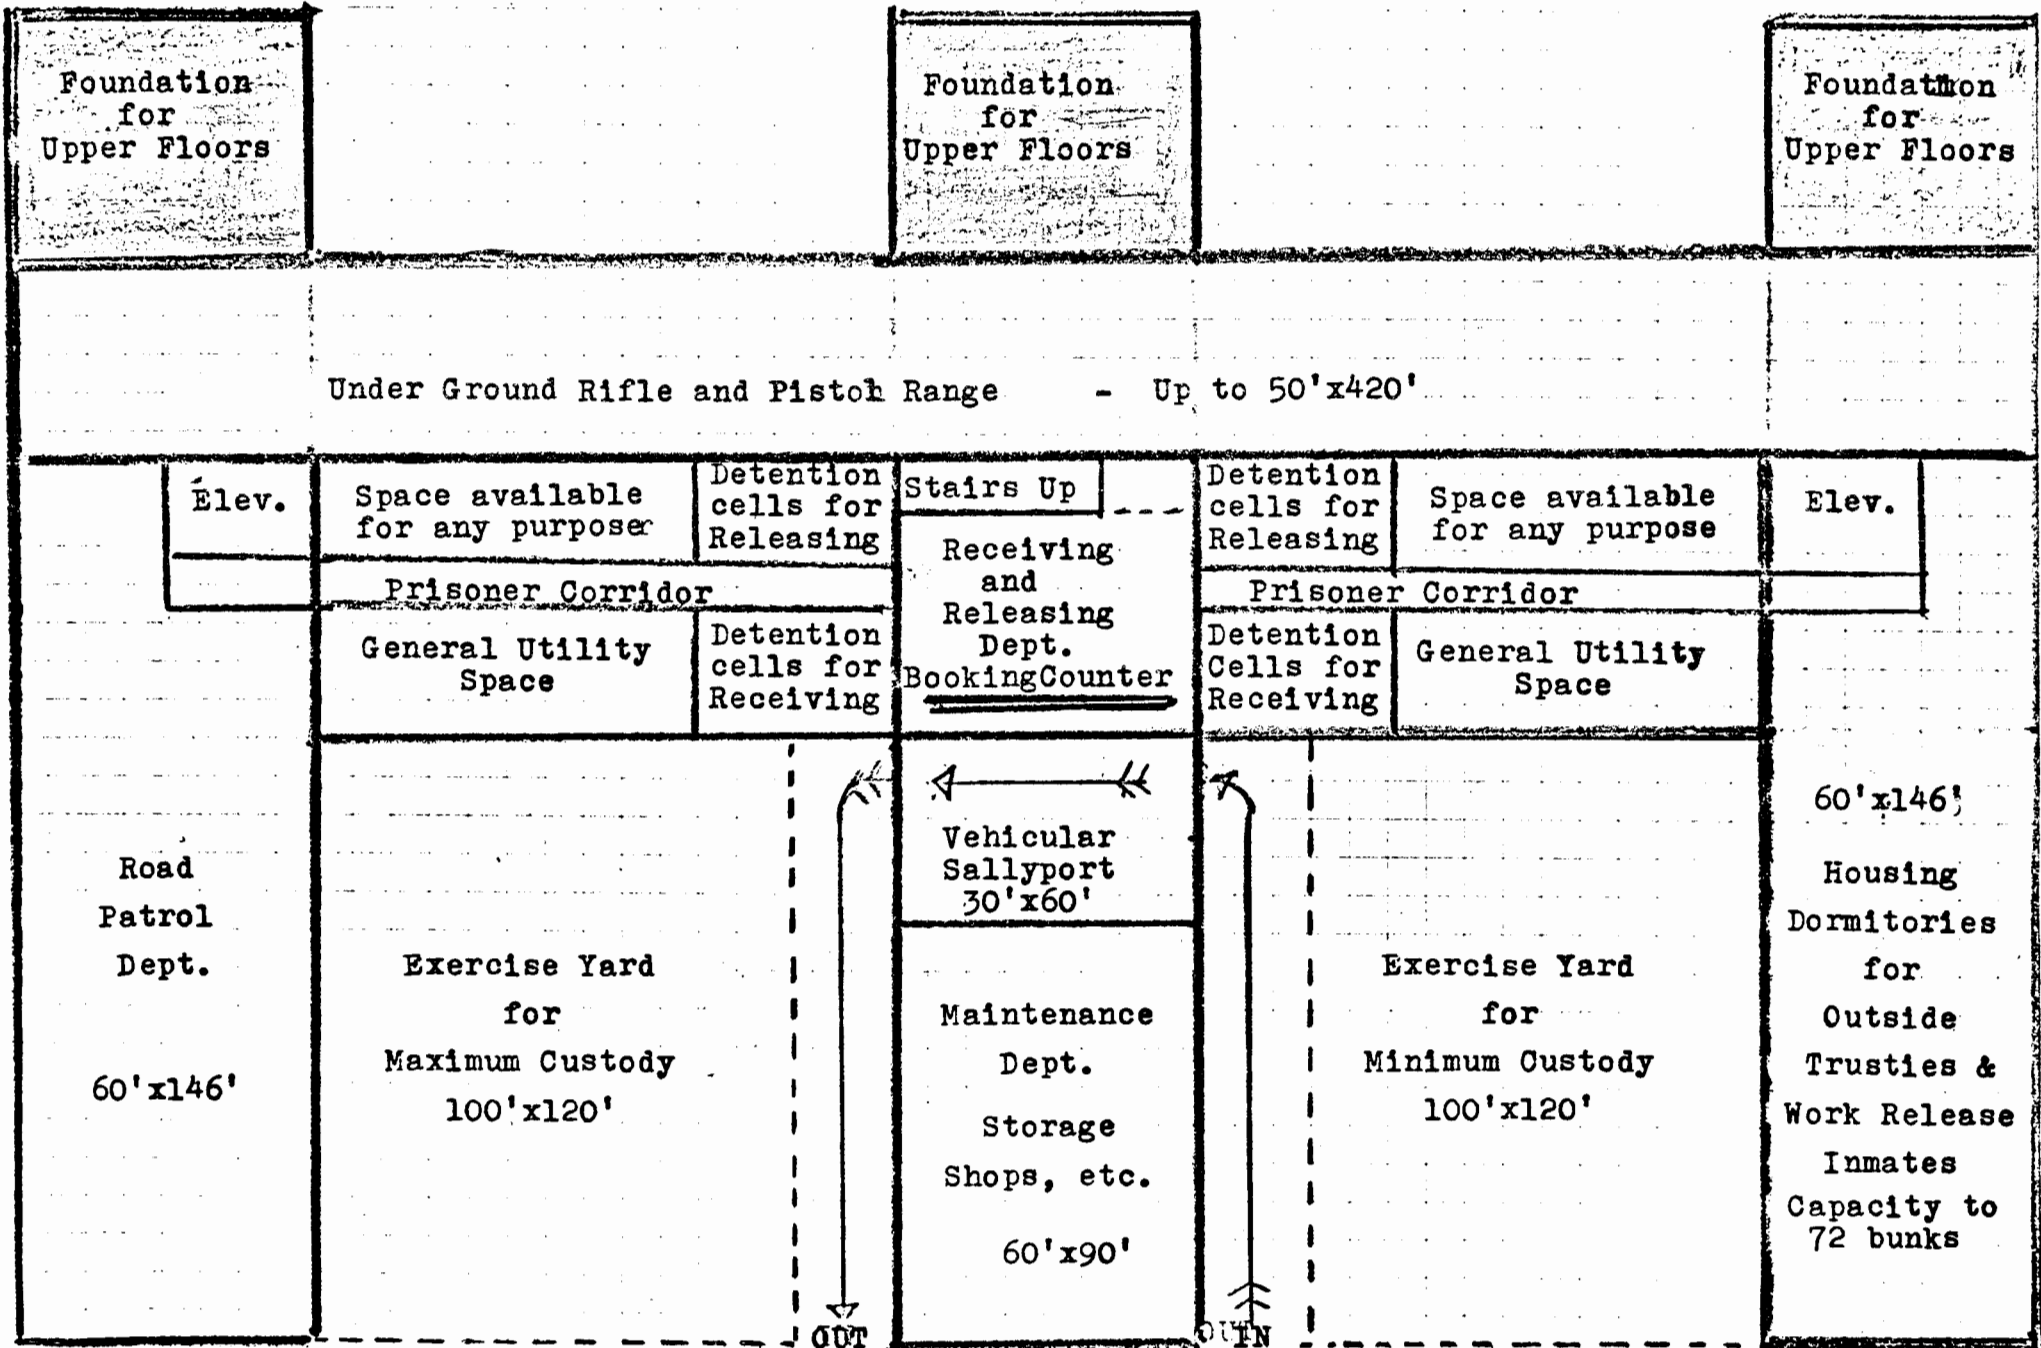 Foundation
for
Upper Floors
Foundation
for
Upper Floors
Foundation
for
Upper Floors
Under Ground Rifle and Pistol Range - Up to 50'x420'
Elev.
Space available
for any purpose
Detention
cells for
Releasing
Stairs Up
Detention
cells for
Releasing
Space available
for any purpose
Elev.
Prisoner Corridor
Receiving
and
Releasing
Dept.
BookingCounter
Prisoner Corridor
General Utility
Space
Detention
cells for
Receiving
Detention
Cells for
Receiving
General Utility
Space
Road
Patrol
Dept.
60'x146'
Exercise Yard
for
Maximum Custody
100'x120'
Vehicular
Sallyport
30'x60'
Maintenance
Dept.
Storage
Shops, etc.
60'x90'
Exercise Yard
for
Minimum Custody
100'x120'
60'x146'
Housing
Dormitories
for
Outside
Trusties &
Work Release
Inmates
Capacity to
72 bunks
OUT
IN